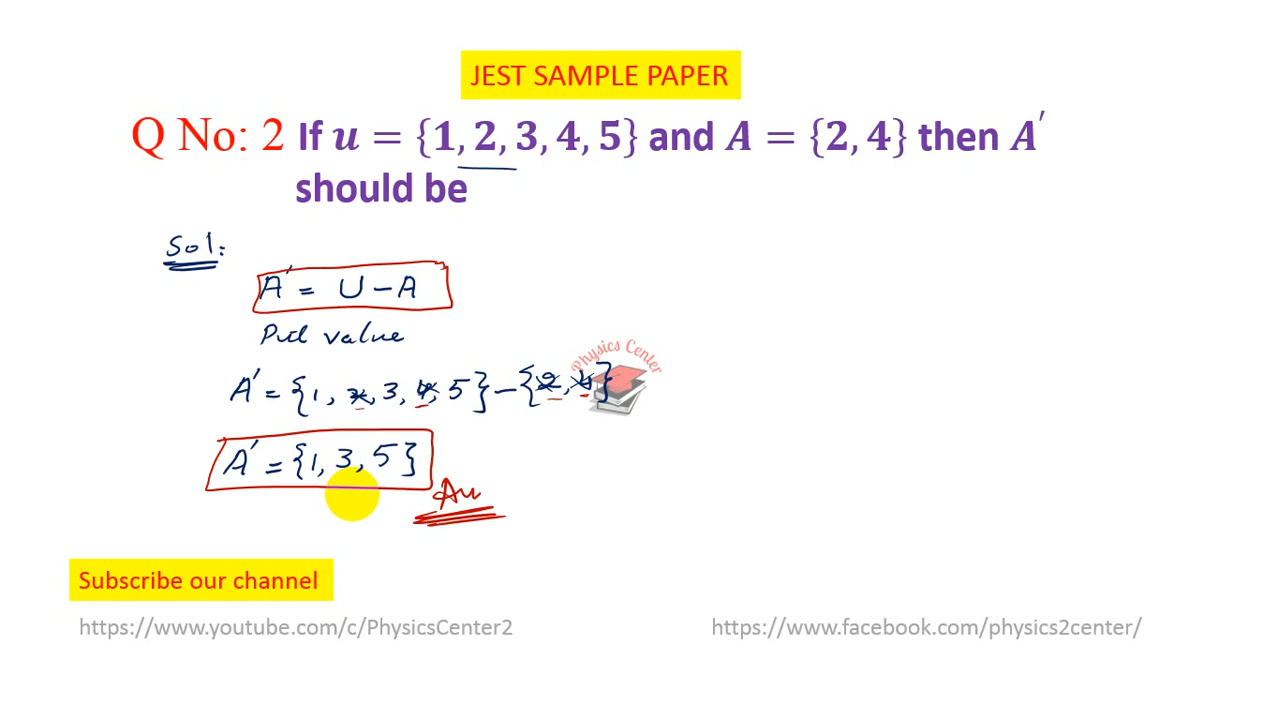 JEST SAMPLE PAPER
Q No: 2 If u = {1, 2, 3, 4, 5} and A = {2, 4} then A′
should be
Sol:
A′ = U – A
Put value
A′ = {1, 2, 3, 4, 5} – {2, 4}
Physics Center
A′ = {1, 3, 5}
Subscribe our channel
https://www.youtube.com/c/PhysicsCenter2
https://www.facebook.com/physics2center/